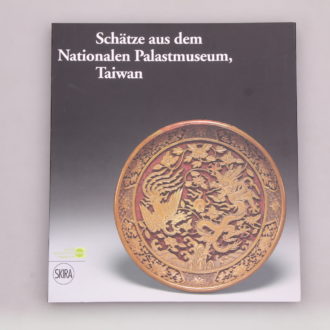 Schätze aus dem
Nationalen Palastmuseum,
Taiwan
SKIRA